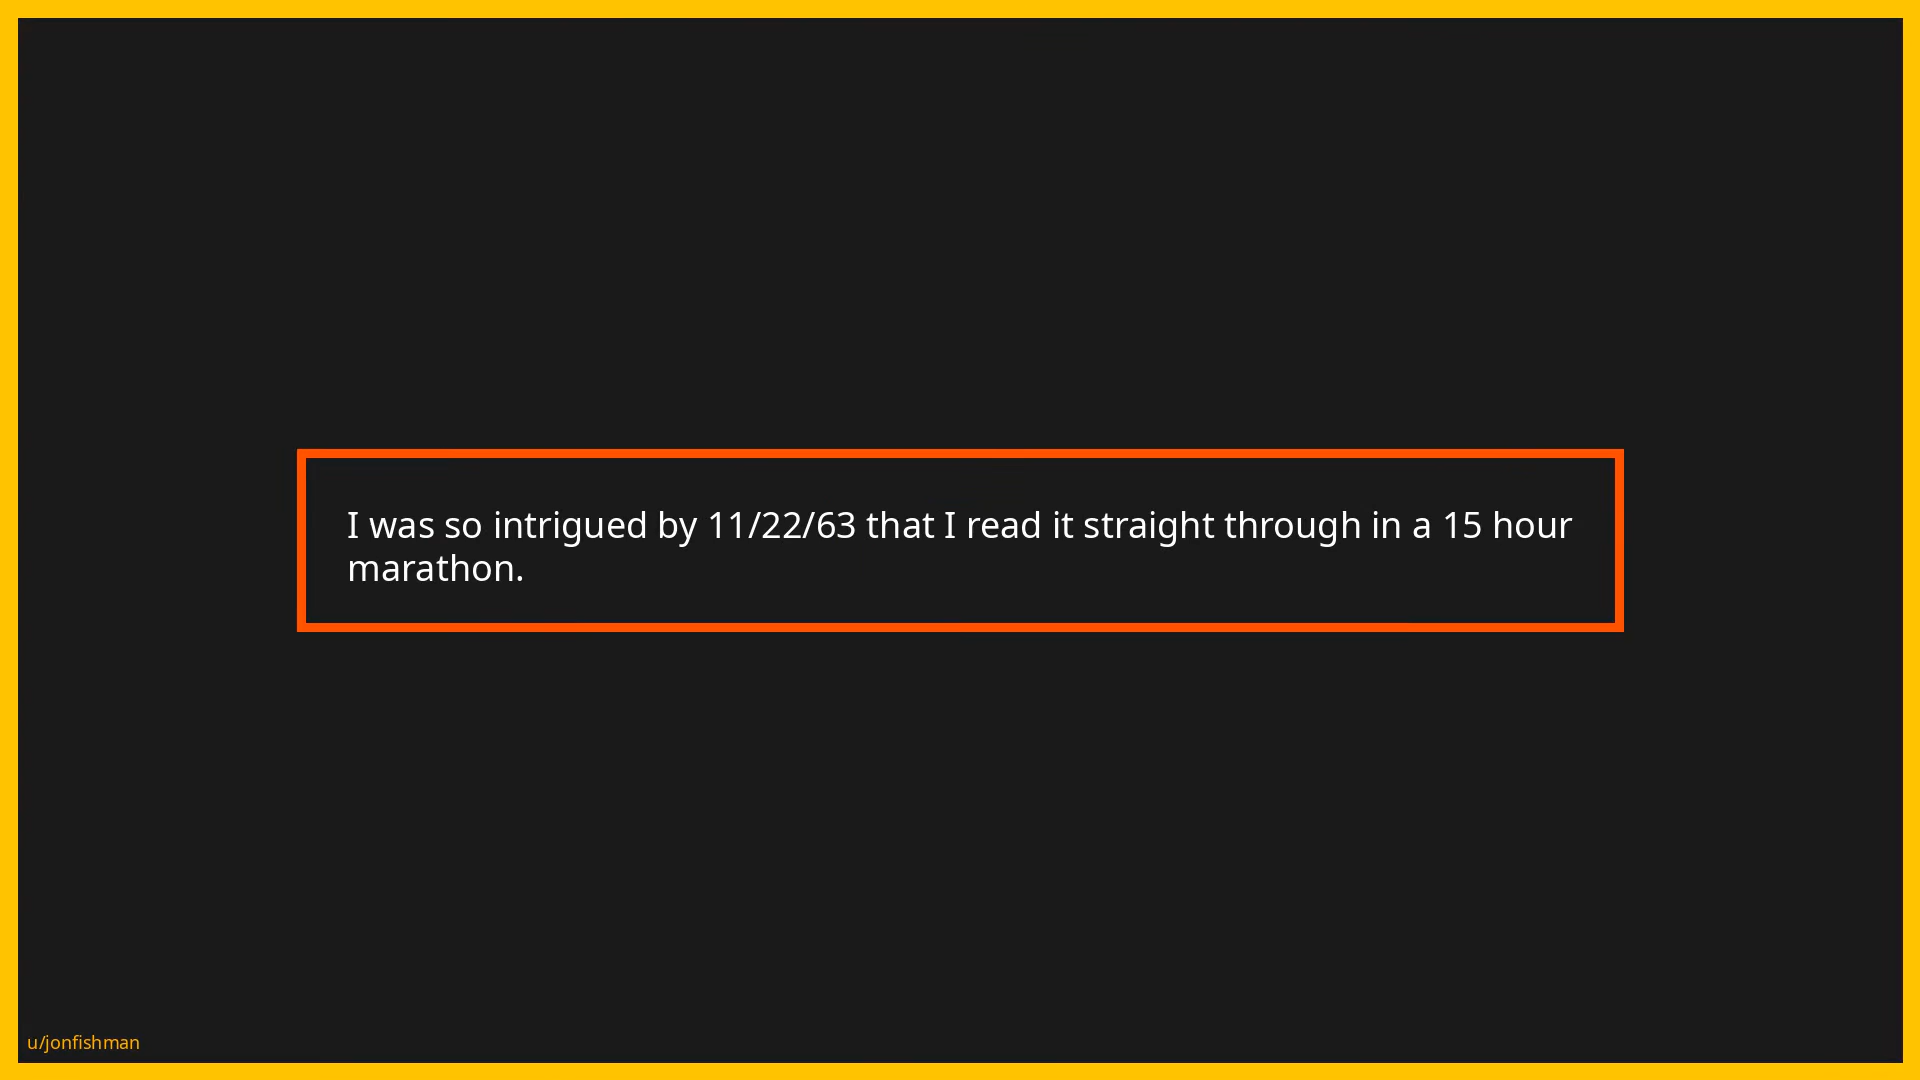 I was so intrigued by 11/22/63 that I read it straight through in a 15 hour
marathon.
u/jonfishman